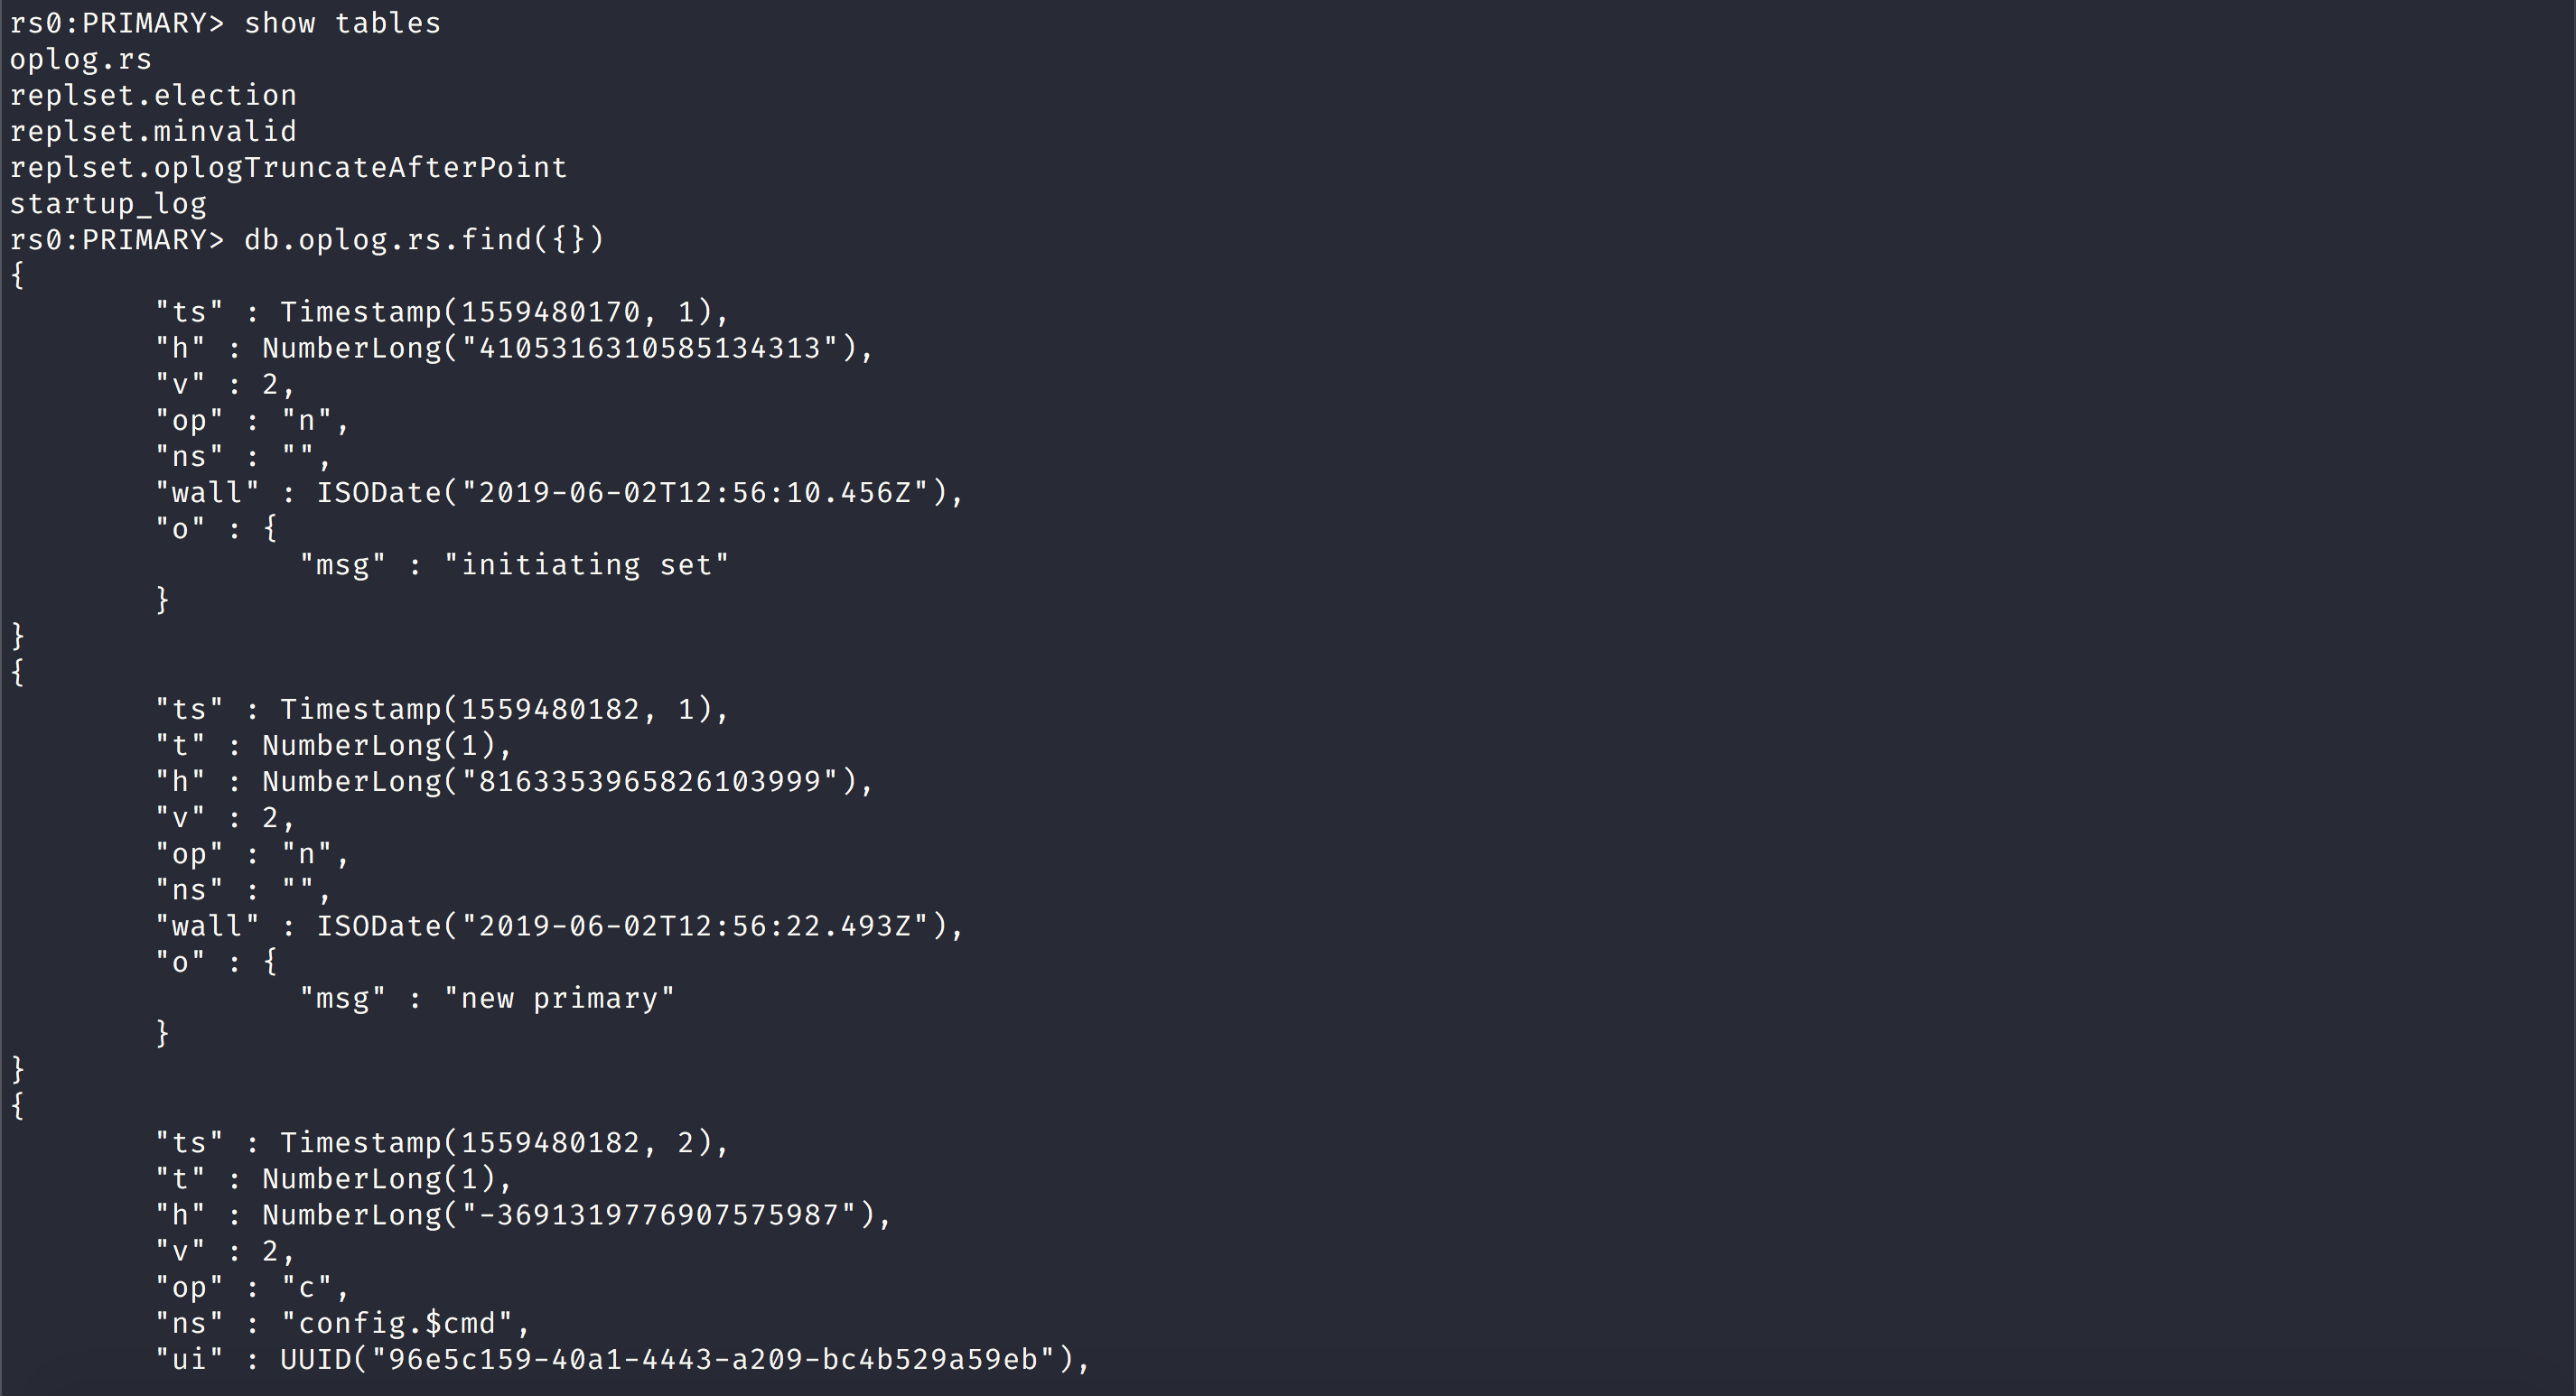 rs0:PRIMARY> show tables
oplog.rs
replset.election
replset.minvalid
replset.oplogTruncateAfterPoint
startup_log
rs0:PRIMARY> db.oplog.rs.find({})
{
        "ts" : Timestamp(1559480170, 1),
        "h" : NumberLong("4105316310585134313"),
        "v" : 2,
        "op" : "n",
        "ns" : "",
        "wall" : ISODate("2019-06-02T12:56:10.456Z"),
        "o" : {
                "msg" : "initiating set"
        }
}
{
        "ts" : Timestamp(1559480182, 1),
        "t" : NumberLong(1),
        "h" : NumberLong("8163353965826103999"),
        "v" : 2,
        "op" : "n",
        "ns" : "",
        "wall" : ISODate("2019-06-02T12:56:22.493Z"),
        "o" : {
                "msg" : "new primary"
        }
}
{
        "ts" : Timestamp(1559480182, 2),
        "t" : NumberLong(1),
        "h" : NumberLong("-3691319776907575987"),
        "v" : 2,
        "op" : "c",
        "ns" : "config.$cmd",
        "ui" : UUID("96e5c159-40a1-4443-a209-bc4b529a59eb"),